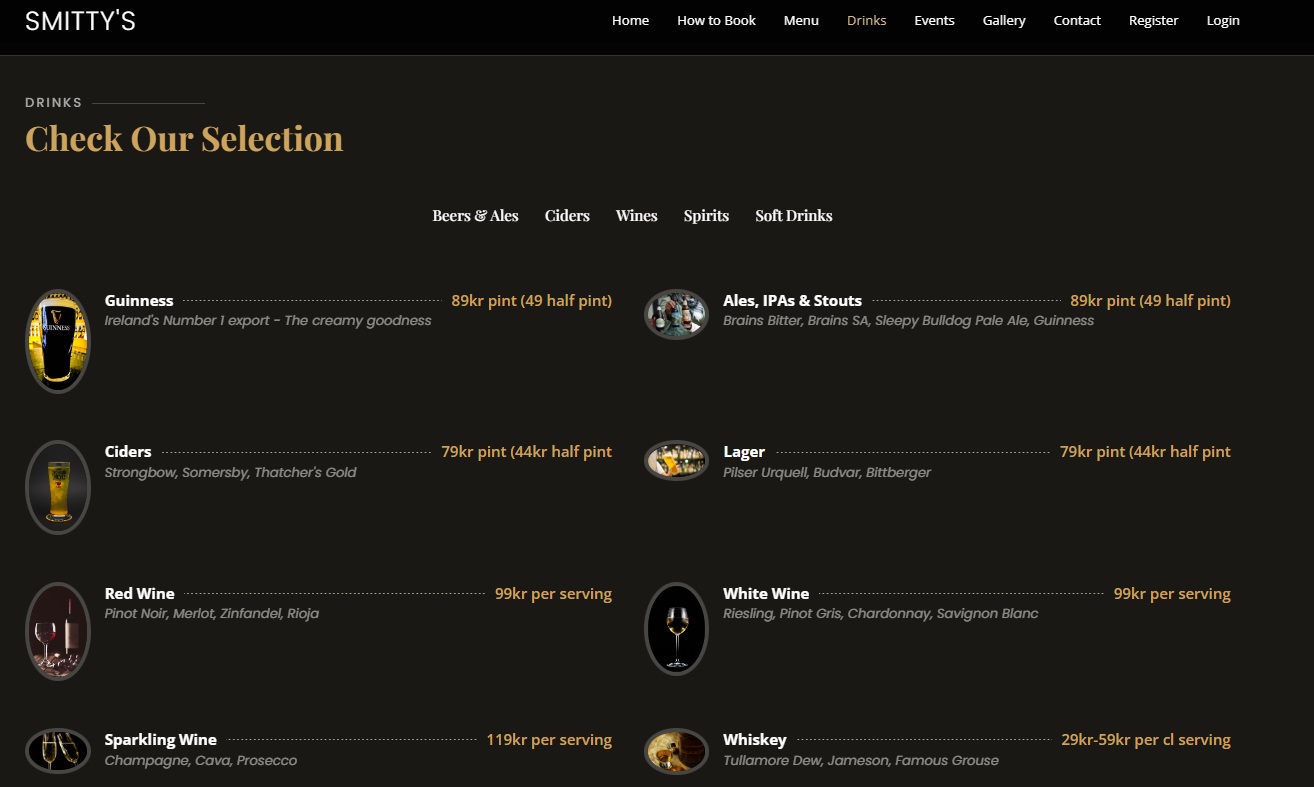 SMITTY'S
Home How to Book Menu Drinks Events Gallery Contact Register Login
DRINKS
Check Our Selection
Beers & Ales Ciders Wines Spirits Soft Drinks
Guinness 89kr pint (49 half pint)
Ireland's Number 1 export - The creamy goodness
GUINNESS
Ales, IPAs & Stouts 89kr pint (49 half pint)
Brains Bitter, Brains SA, Sleepy Bulldog Pale Ale, Guinness
Ciders 79kr pint (44kr half pint
Strongbow, Somersby, Thatcher's Gold
Lager 79kr pint (44kr half pint
Pilser Urquell, Budvar, Bittberger
Red Wine 99kr per serving
Pinot Noir, Merlot, Zinfandel, Rioja
White Wine 99kr per serving
Riesling, Pinot Gris, Chardonnay, Savignon Blanc
Sparkling Wine 119kr per serving
Champagne, Cava, Prosecco
Whiskey 29kr-59kr per cl serving
Tullamore Dew, Jameson, Famous Grouse